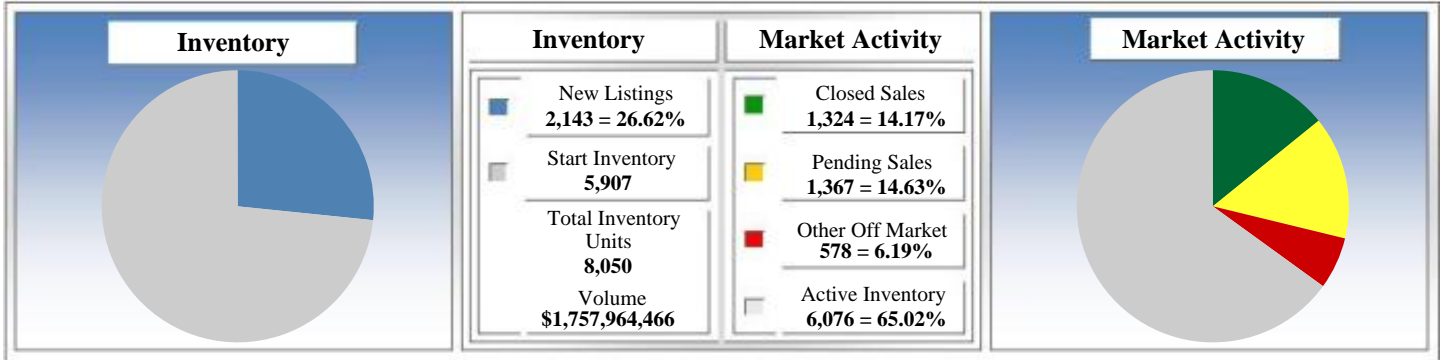 Inventory
Inventory
Market Activity
New Listings
2,143 = 26.62%
Start Inventory
5,907
Total Inventory
Units
8,050
Volume
$1,757,964,466
Closed Sales
1,324 = 14.17%
Pending Sales
1,367 = 14.63%
Other Off Market
578 = 6.19%
Active Inventory
6,076 = 65.02%
Market Activity